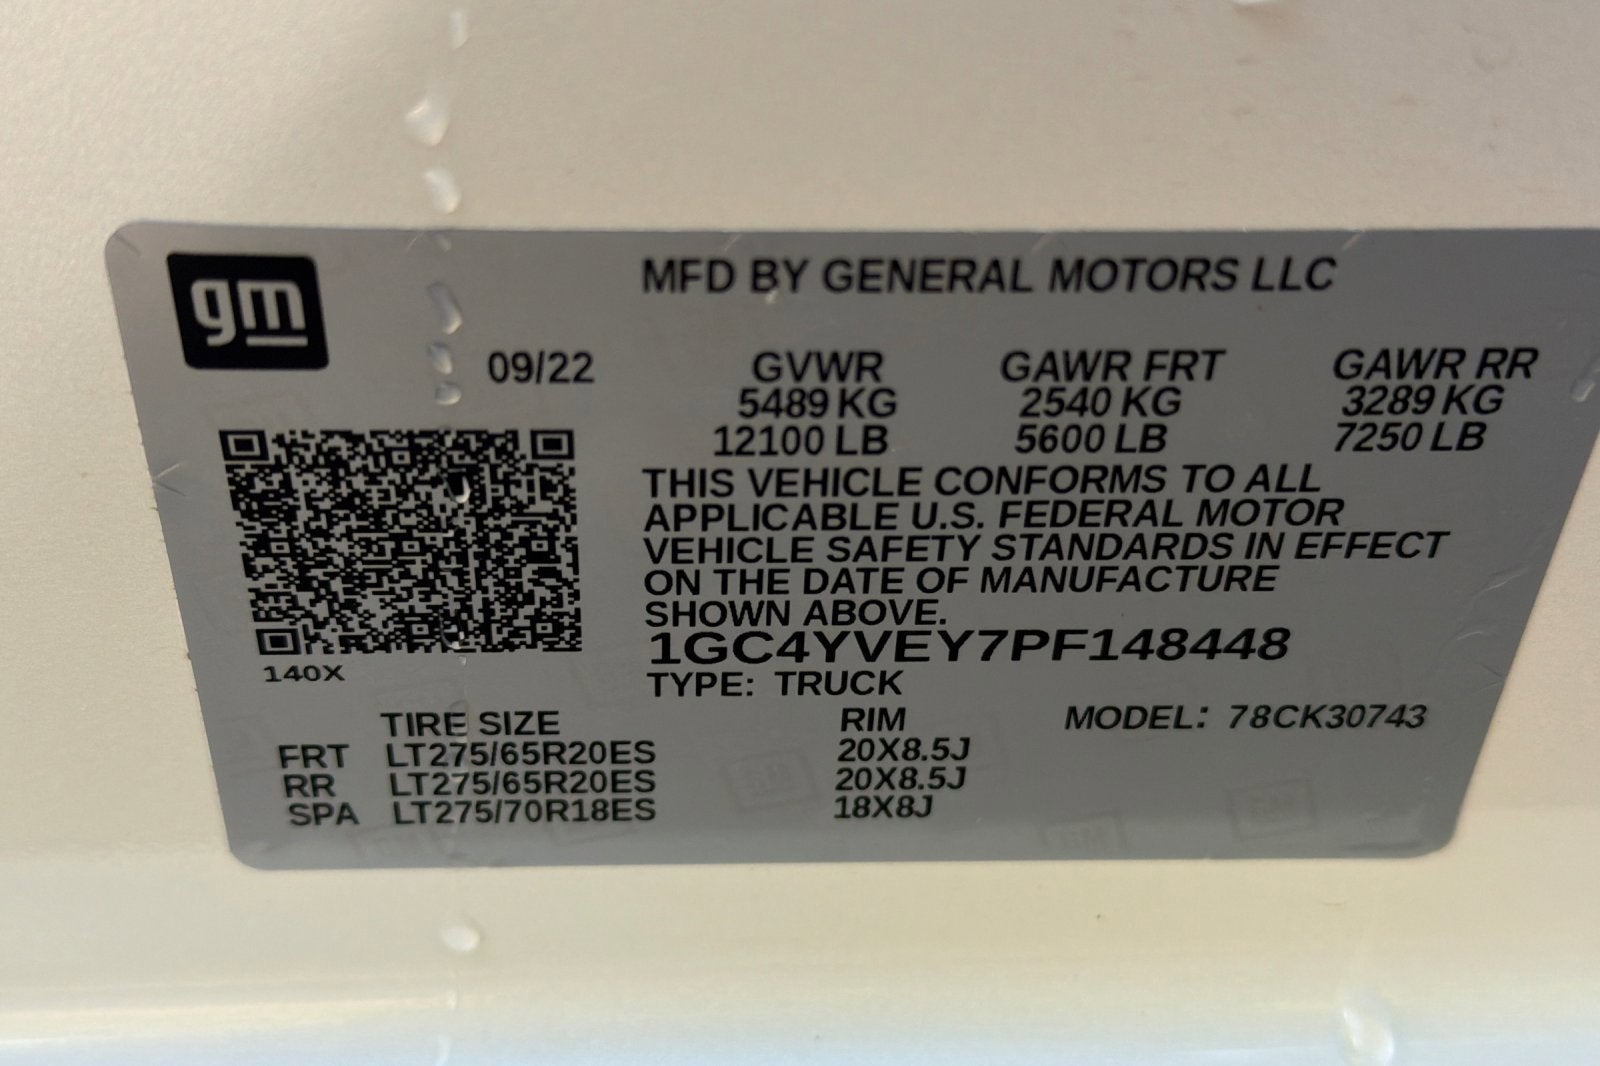 gm
MFD BY GENERAL MOTORS LLC
09/22 GVWR GAWR FRT GAWR RR
5489 KG 2540 KG 3289 KG
12100 LB 5600 LB 7250 LB
THIS VEHICLE CONFORMS TO ALL
APPLICABLE U.S. FEDERAL MOTOR
VEHICLE SAFETY STANDARDS IN EFFECT
ON THE DATE OF MANUFACTURE
SHOWN ABOVE.
1GC4YVEY7PF148448
140X
TYPE: TRUCK
TIRE SIZE RIM MODEL: 78CK30743
FRT LT275/65R20ES 20X8.5J
RR LT275/65R20ES 20X8.5J
SPA LT275/70R18ES 18X8J